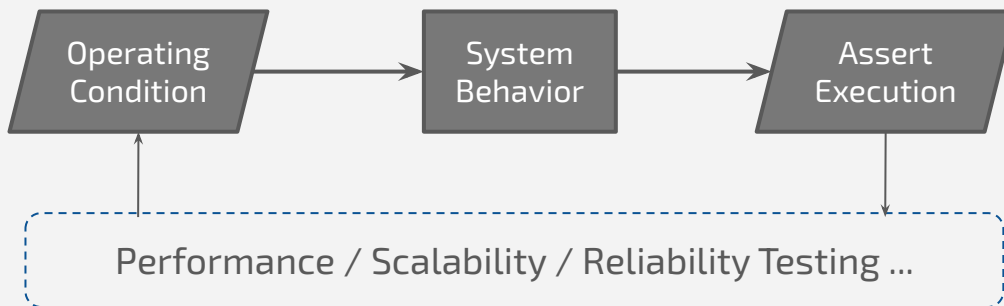 Operating
Condition
System
Behavior
Assert
Execution
Performance / Scalability / Reliability Testing ...